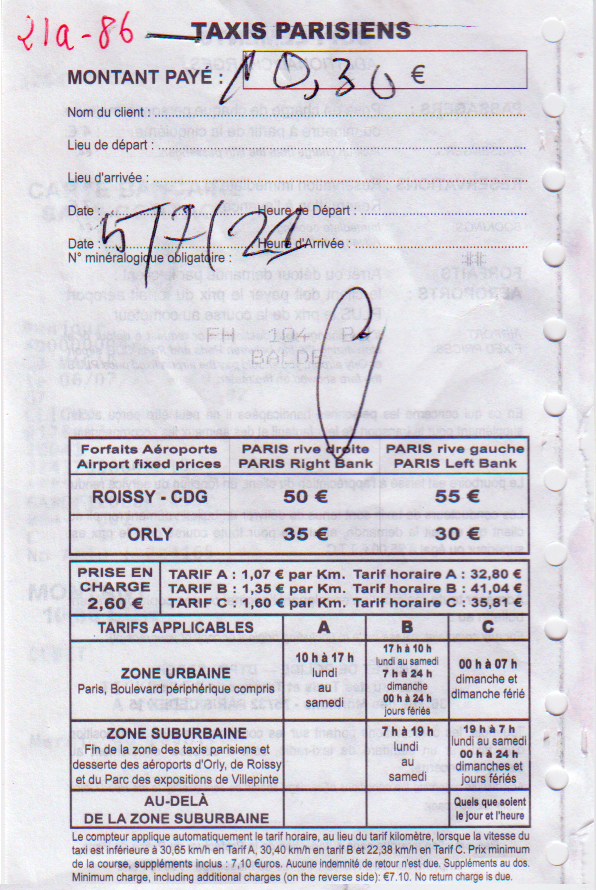 21a-86
TAXIS PARISIENS
MONTANT PAYÉ : 10,30 €
Nom du client :
Lieu de départ :
Lieu d'arrivée :
Date : Heure de Départ :
5/7/21
Date : Heure d'Arrivée :
N° minéralogique obligatoire :
FH 104 B
BALDE
Forfaits Aéroports PARIS rive droite PARIS rive gauche
Airport fixed prices PARIS Right Bank PARIS Left Bank
ROISSY - CDG 50 € 55 €
ORLY 35 € 30 €
PRISE EN CHARGE 2,60 €
TARIF A : 1,07 € par Km. Tarif horaire A : 32,80 €
TARIF B : 1,35 € par Km. Tarif horaire B : 41,04 €
TARIF C : 1,60 € par Km. Tarif horaire C : 35,81 €
TARIFS APPLICABLES A B C
ZONE URBAINE
Paris, Boulevard périphérique compris
10 h à 17 h
lundi
au
samedi
17 h à 10 h
lundi au samedi
7 h à 24 h
dimanche
00 h à 24 h
jours fériés
00 h à 07 h
dimanche et
dimanche férié
ZONE SUBURBAINE
Fin de la zone des taxis parisiens et
desserte des aéroports d'Orly, de Roissy
et du Parc des expositions de Villepinte
7 h à 19 h
lundi
au
samedi
19 h à 7 h
lundi au samedi
00 h à 24 h
dimanches et
jours fériés
AU-DELÀ
DE LA ZONE SUBURBAINE
Quels que soient
le jour et l'heure
Le compteur applique automatiquement le tarif horaire, au lieu du tarif kilomètre, lorsque la vitesse du
taxi est inférieure à 30,65 km/h en Tarif A, 30,40 km/h en tarif B et 22,38 km/h en Tarif C. Prix minimum
de la course, suppléments inclus : 7,10 €uros. Aucune indemnité de retour n'est due. Suppléments au dos.
Minimum charge, including additional charges (on the reverse side): €7.10. No return charge is due.